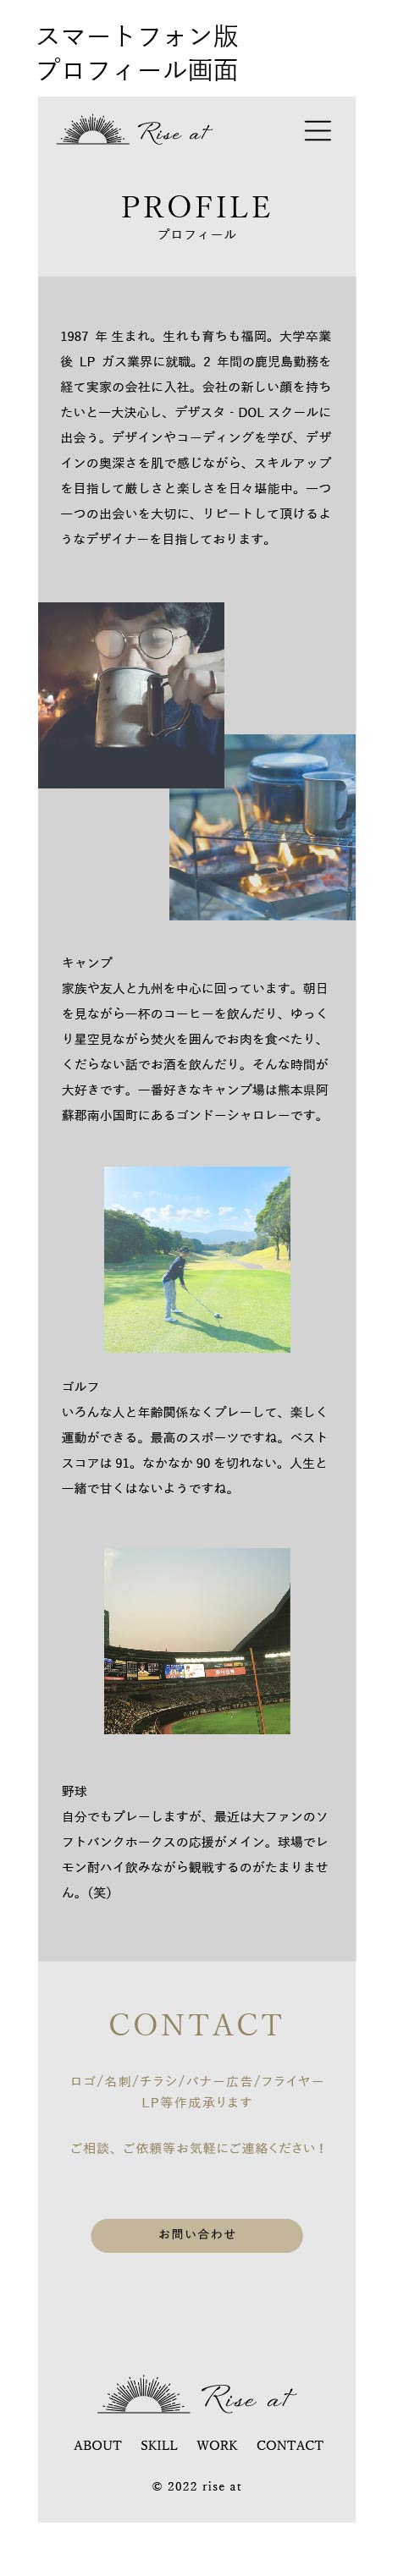 スマートフォン版
プロフィール画面
Rise at
PROFILE
プロフィール
1987 年生まれ。生れも育ちも福岡。大学卒業
後 LP ガス業界に就職。2 年間の鹿児島勤務を
経て実家の会社に入社。会社の新しい顔を持ち
たいと一大決心し、デザスタ - DOL スクールに
出会う。デザインやコーディングを学び、デザ
インの奥深さを肌で感じながら、スキルアップ
を目指して厳しさと楽しさを日々堪能中。一つ
一つの出会いを大切に、リピートして頂けるよ
うなデザイナーを目指しております。
キャンプ
家族や友人と九州を中心に回っています。朝日
を見ながら一杯のコーヒーを飲んだり、ゆっく
り星空見ながら焚火を囲んでお肉を食べたり、
くだらない話でお酒を飲んだり。そんな時間が
大好きです。一番好きなキャンプ場は熊本県阿
蘇郡南小国町にあるゴンドーシャロレーです。
ゴルフ
いろんな人と年齢関係なくプレーして、楽しく
運動ができる。最高のスポーツですね。ベスト
スコアは 91。なかなか 90 を切れない。人生と
一緒で甘くはないようですね。
野球
自分でもプレーしますが、最近は大ファンのソ
フトバンクホークスの応援がメイン。球場でレ
モン酎ハイ飲みながら観戦するのがたまりませ
ん。(笑)
CONTACT
ロゴ/名刺/チラシ/バナー広告/フライヤー
LP等作成承ります
ご相談、ご依頼等お気軽にご連絡ください！
お問い合わせ
Rise at
ABOUT SKILL WORK CONTACT
© 2022 rise at